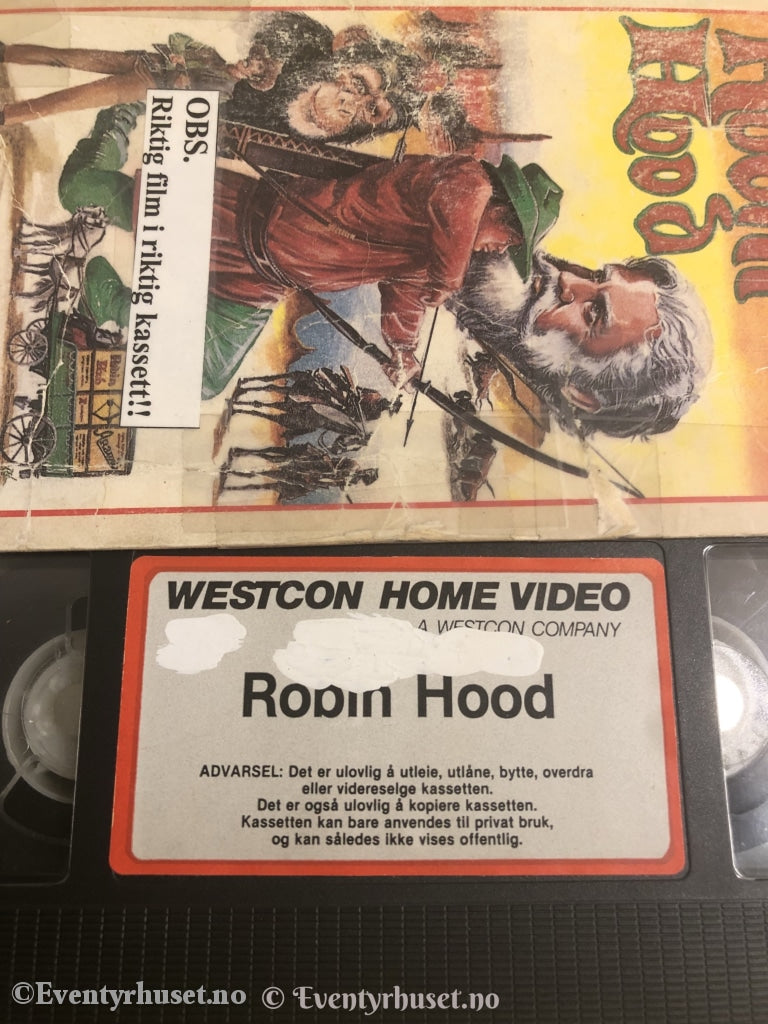 Robin
Hood
OBS.
Riktig film i riktig kassett!!
WESTCON HOME VIDEO
A WESTCON COMPANY
Robin Hood
ADVARSEL: Det er ulovlig å utleie, utlåne, bytte, overdra
eller videreselge kassetten.
Det er også ulovlig å kopiere kassetten.
Kassetten kan bare anvendes til privat bruk,
og kan således ikke vises offentlig.
©Eventyrhuset.no © Eventyrhuset.no